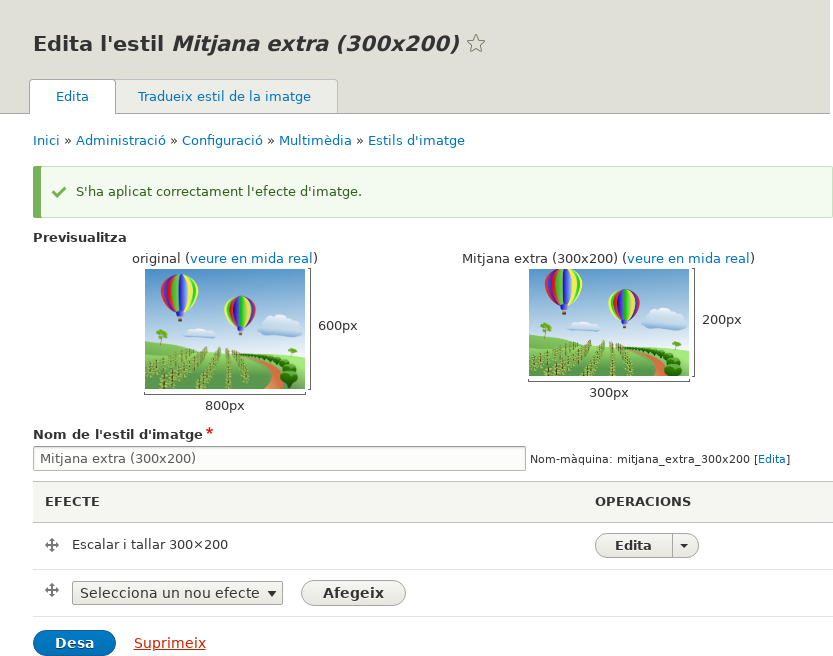 Edita l'estil Mitjana extra (300x200)
Edita
Tradueix estil de la imatge
Inici » Administració » Configuració » Multimèdia » Estils d'imatge
S'ha aplicat correctament l'efecte d'imatge.
Previsualitza
original (veure en mida real)
600px
800px
Mitjana extra (300x200) (veure en mida real)
200px
300px
Nom de l'estil d'imatge*
Mitjana extra (300x200)
Nom-màquina: mitjana_extra_300x200 [Edita]
EFECTE
OPERACIONS
Escalar i tallar 300×200
Edita
Selecciona un nou efecte
Afegeix
Desa
Suprimeix